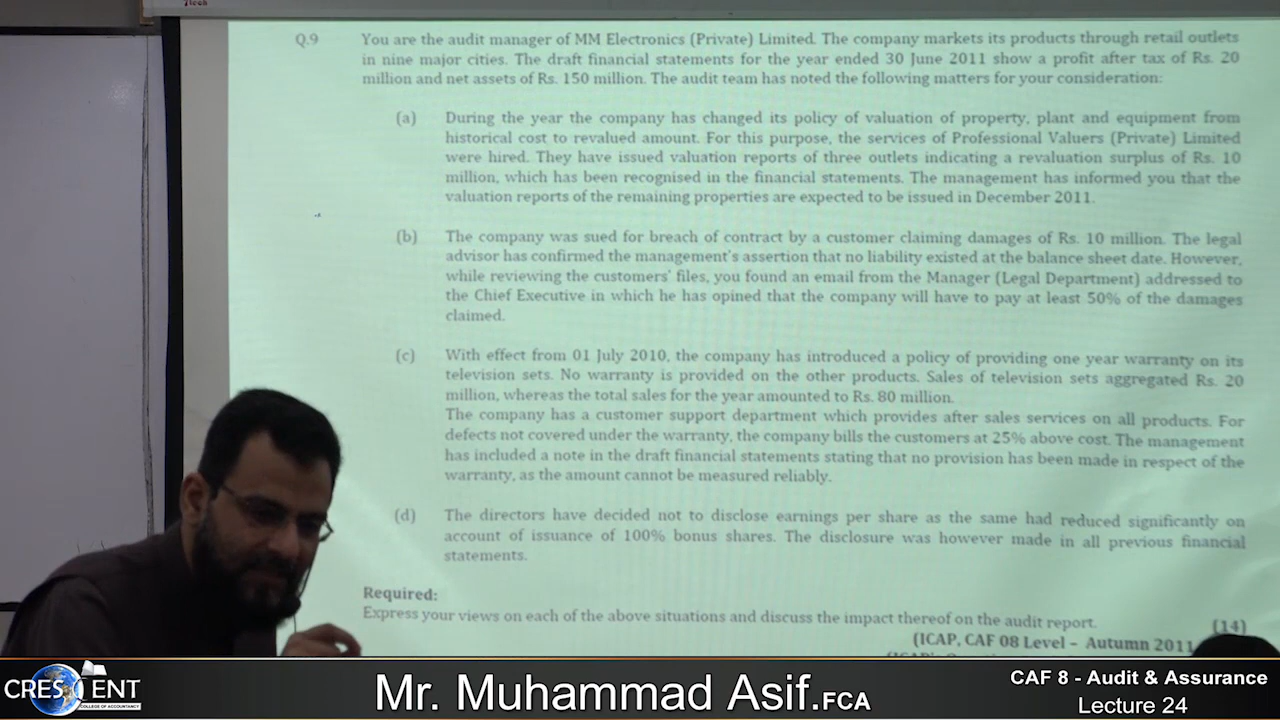 Q.9 You are the audit manager of MM Electronics (Private) Limited. The company markets its products through retail outlets
in nine major cities. The draft financial statements for the year ended 30 June 2011 show a profit after tax of Rs. 20
million and net assets of Rs. 150 million. The audit team has noted the following matters for your consideration:
(a) During the year the company has changed its policy of valuation of property, plant and equipment from
historical cost to revalued amount. For this purpose, the services of Professional Valuers (Private) Limited
were hired. They have issued valuation reports of three outlets indicating a revaluation surplus of Rs. 10
million, which has been recognised in the financial statements. The management has informed you that the
valuation reports of the remaining properties are expected to be issued in December 2011.
(b) The company was sued for breach of contract by a customer claiming damages of Rs. 10 million. The legal
advisor has confirmed the management's assertion that no liability existed at the balance sheet date. However,
while reviewing the customers' files, you found an email from the Manager (Legal Department) addressed to
the Chief Executive in which he has opined that the company will have to pay at least 50% of the damages
claimed.
(c) With effect from 01 July 2010, the company has introduced a policy of providing one year warranty on its
television sets. No warranty is provided on the other products. Sales of television sets aggregated Rs. 20
million, whereas the total sales for the year amounted to Rs. 80 million.
The company has a customer support department which provides after sales services on all products. For
defects not covered under the warranty, the company bills the customers at 25% above cost. The management
has included a note in the draft financial statements stating that no provision has been made in respect of the
warranty, as the amount cannot be measured reliably.
(d) The directors have decided not to disclose earnings per share as the same had reduced significantly on
account of issuance of 100% bonus shares. The disclosure was however made in all previous financial
statements.
Required:
Express your views on each of the above situations and discuss the impact thereof on the audit report. (14)
(ICAP, CAF 08 Level – Autumn 2011
CRESCENT
COLLEGE OF ACCOUNTANCY
Mr. Muhammad Asif.FCA
CAF 8 - Audit & Assurance
Lecture 24